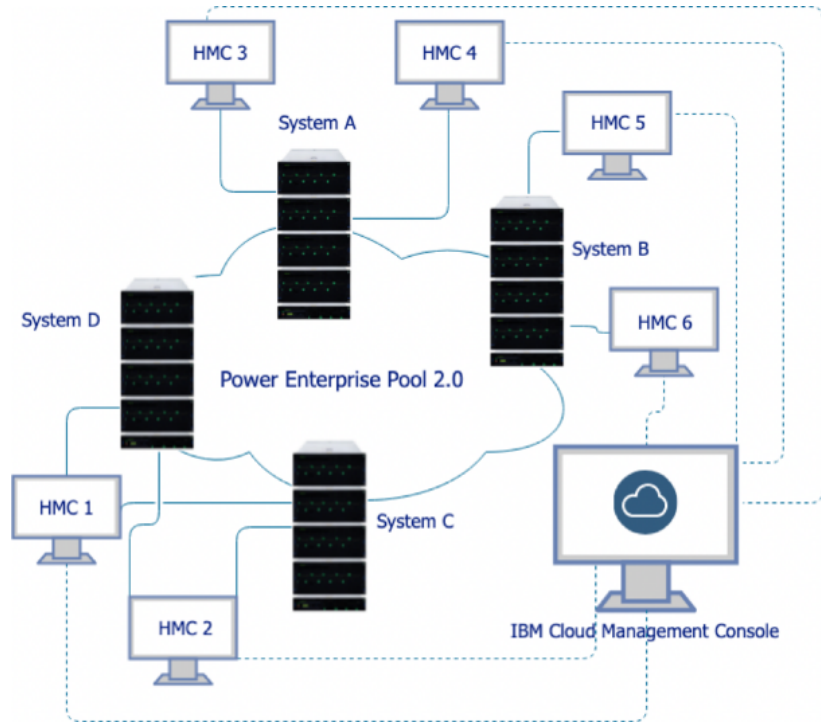 HMC 3
HMC 4
System A
HMC 5
System B
System D
HMC 6
Power Enterprise Pool 2.0
HMC 1
System C
HMC 2
IBM Cloud Management Console